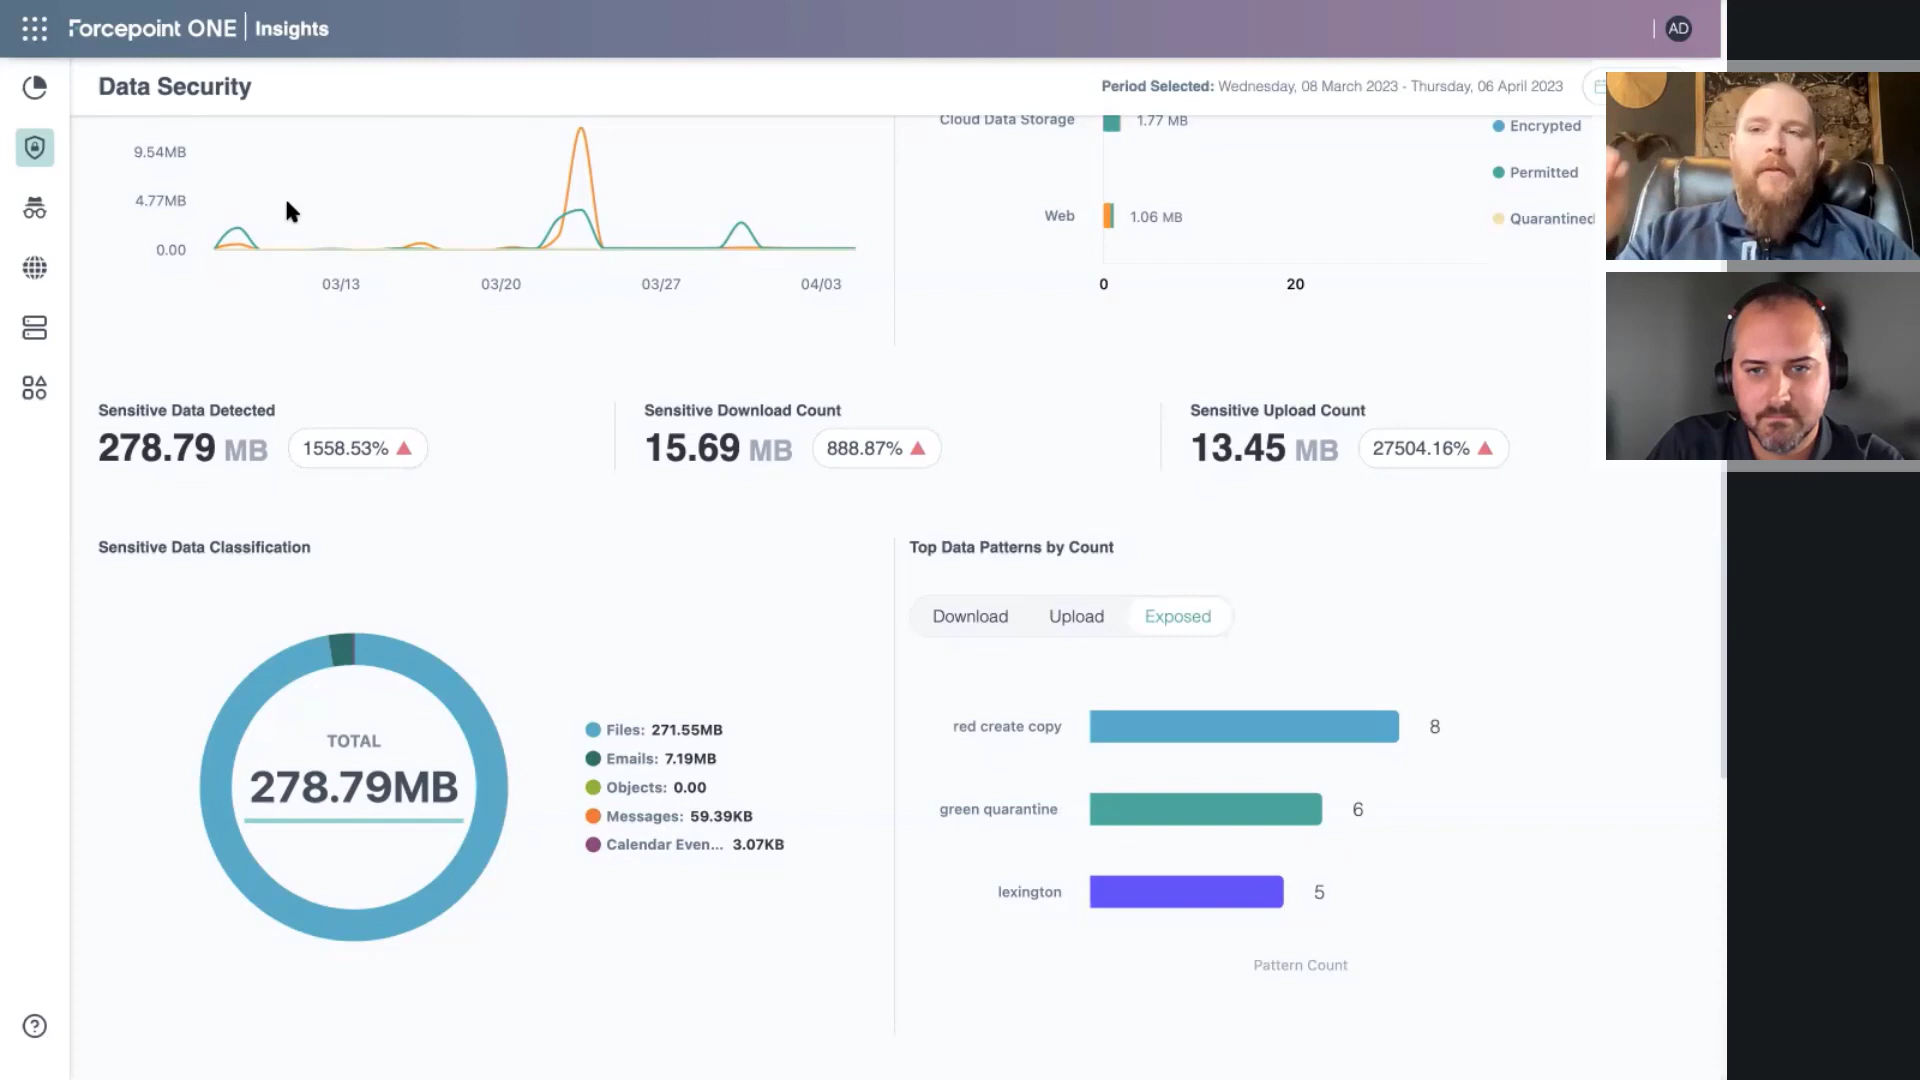 Forcepoint ONE | Insights
AD
Data Security
Period Selected: Wednesday, 08 March 2023 - Thursday, 06 April 2023
9.54MB
4.77MB
0.00
03/13
03/20
03/27
04/03
Cloud Data Storage
1.77 MB
Web
1.06 MB
0
20
Encrypted
Permitted
Quarantined
Sensitive Data Detected
278.79 MB
1558.53%
Sensitive Download Count
15.69 MB
888.87%
Sensitive Upload Count
13.45 MB
27504.16%
Sensitive Data Classification
TOTAL
278.79MB
Files: 271.55MB
Emails: 7.19MB
Objects: 0.00
Messages: 59.39KB
Calendar Even... 3.07KB
Top Data Patterns by Count
Download
Upload
Exposed
red create copy
8
green quarantine
6
lexington
5
Pattern Count